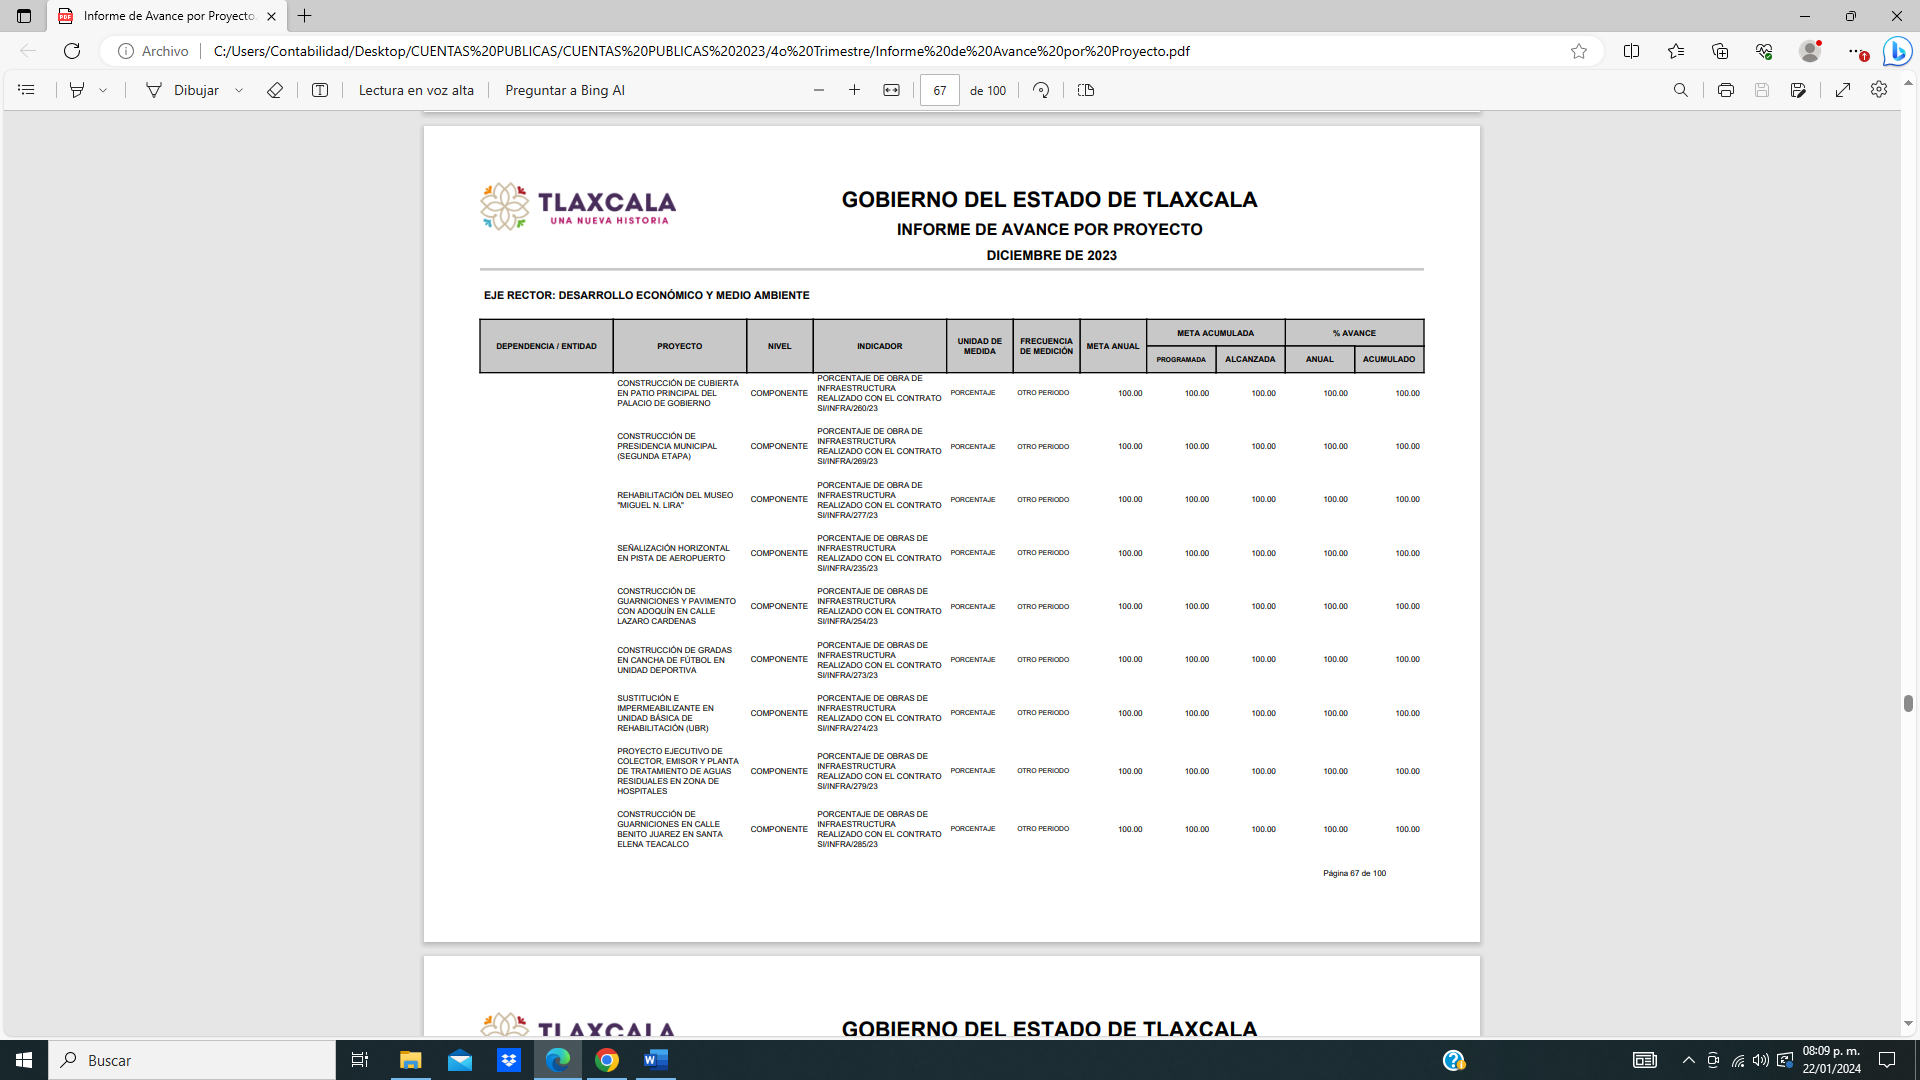 Informe de Avance por Proyecto.
Archivo
C:/Users/Contabilidad/Desktop/CUENTAS%20PUBLICAS/CUENTAS%20PUBLICAS%202023/4o%20Trimestre/Informe%20de%20Avance%20por%20Proyecto.pdf
Dibujar
Lectura en voz alta
Preguntar a Bing AI
67 de 100
TLAXCALA
UNA NUEVA HISTORIA
GOBIERNO DEL ESTADO DE TLAXCALA
INFORME DE AVANCE POR PROYECTO
DICIEMBRE DE 2023
EJE RECTOR: DESARROLLO ECONÓMICO Y MEDIO AMBIENTE
DEPENDENCIA / ENTIDAD
PROYECTO
NIVEL
INDICADOR
UNIDAD DE
MEDIDA
FRECUENCIA
DE MEDICIÓN
META ANUAL
META ACUMULADA
PROGRAMADA
ALCANZADA
% AVANCE
ANUAL
ACUMULADO
CONSTRUCCIÓN DE CUBIERTA
EN PATIO PRINCIPAL DEL
PALACIO DE GOBIERNO
COMPONENTE
PORCENTAJE DE OBRA DE
INFRAESTRUCTURA
REALIZADO CON EL CONTRATO
SI/INFRA/260/23
PORCENTAJE
OTRO PERIODO
100.00 100.00 100.00 100.00 100.00
CONSTRUCCIÓN DE
PRESIDENCIA MUNICIPAL
(SEGUNDA ETAPA)
COMPONENTE
PORCENTAJE DE OBRA DE
INFRAESTRUCTURA
REALIZADO CON EL CONTRATO
SI/INFRA/269/23
PORCENTAJE
OTRO PERIODO
100.00 100.00 100.00 100.00 100.00
REHABILITACIÓN DEL MUSEO
"MIGUEL N. LIRA"
COMPONENTE
PORCENTAJE DE OBRA DE
INFRAESTRUCTURA
REALIZADO CON EL CONTRATO
SI/INFRA/277/23
PORCENTAJE
OTRO PERIODO
100.00 100.00 100.00 100.00 100.00
SEÑALIZACIÓN HORIZONTAL
EN PISTA DE AEROPUERTO
COMPONENTE
PORCENTAJE DE OBRAS DE
INFRAESTRUCTURA
REALIZADO CON EL CONTRATO
SI/INFRA/235/23
PORCENTAJE
OTRO PERIODO
100.00 100.00 100.00 100.00 100.00
CONSTRUCCIÓN DE
GUARNICIONES Y PAVIMENTO
CON ADOQUÍN EN CALLE
LAZARO CARDENAS
COMPONENTE
PORCENTAJE DE OBRAS DE
INFRAESTRUCTURA
REALIZADO CON EL CONTRATO
SI/INFRA/254/23
PORCENTAJE
OTRO PERIODO
100.00 100.00 100.00 100.00 100.00
CONSTRUCCIÓN DE GRADAS
EN CANCHA DE FÚTBOL EN
UNIDAD DEPORTIVA
COMPONENTE
PORCENTAJE DE OBRAS DE
INFRAESTRUCTURA
REALIZADO CON EL CONTRATO
SI/INFRA/273/23
PORCENTAJE
OTRO PERIODO
100.00 100.00 100.00 100.00 100.00
SUSTITUCIÓN E
IMPERMEABILIZANTE EN
UNIDAD BÁSICA DE
REHABILITACIÓN (UBR)
COMPONENTE
PORCENTAJE DE OBRAS DE
INFRAESTRUCTURA
REALIZADO CON EL CONTRATO
SI/INFRA/274/23
PORCENTAJE
OTRO PERIODO
100.00 100.00 100.00 100.00 100.00
PROYECTO EJECUTIVO DE
COLECTOR, EMISOR Y PLANTA
DE TRATAMIENTO DE AGUAS
RESIDUALES EN ZONA DE
HOSPITALES
COMPONENTE
PORCENTAJE DE OBRAS DE
INFRAESTRUCTURA
REALIZADO CON EL CONTRATO
SI/INFRA/279/23
PORCENTAJE
OTRO PERIODO
100.00 100.00 100.00 100.00 100.00
CONSTRUCCIÓN DE
GUARNICIONES EN CALLE
BENITO JUAREZ EN SANTA
ELENA TEACALCO
COMPONENTE
PORCENTAJE DE OBRAS DE
INFRAESTRUCTURA
REALIZADO CON EL CONTRATO
SI/INFRA/285/23
PORCENTAJE
OTRO PERIODO
100.00 100.00 100.00 100.00 100.00
Página 67 de 100
TLAXCALA
GOBIERNO DEL ESTADO DE TLAXCALA
Buscar
08:09 p. m.
22/01/2024